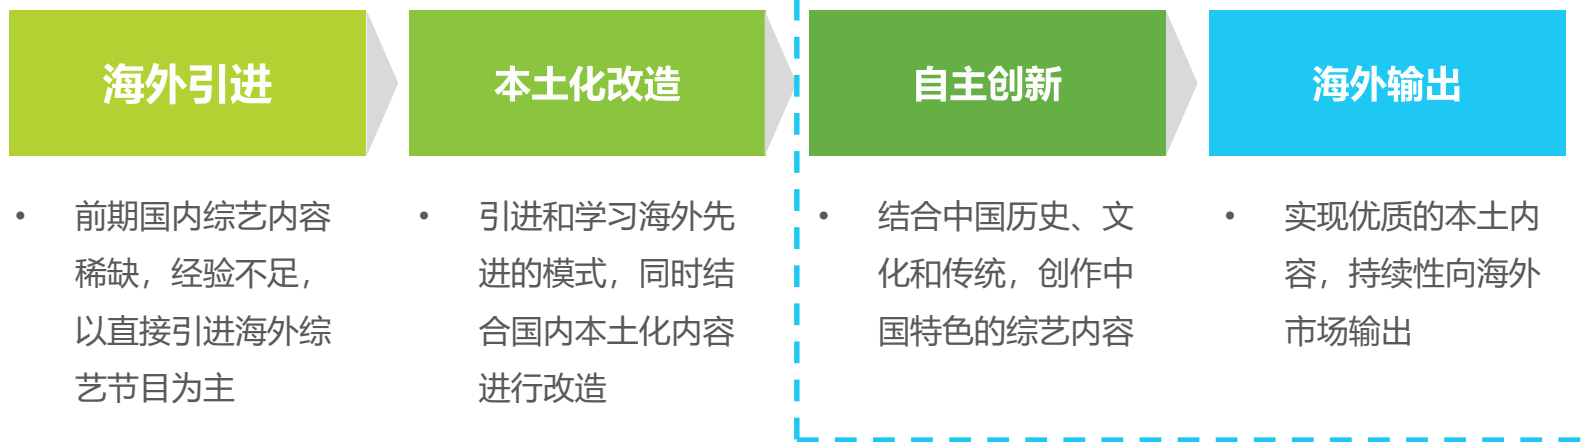 海外引进
本土化改造
自主创新
海外输出
• 前期国内综艺内容
稀缺，经验不足，
以直接引进海外综
艺节目为主
• 引进和学习海外先
进的模式，同时结
合国内本土化内容
进行改造
• 结合中国历史、文
化和传统，创作中
国特色的综艺内容
• 实现优质的本土内
容，持续性向海外
市场输出